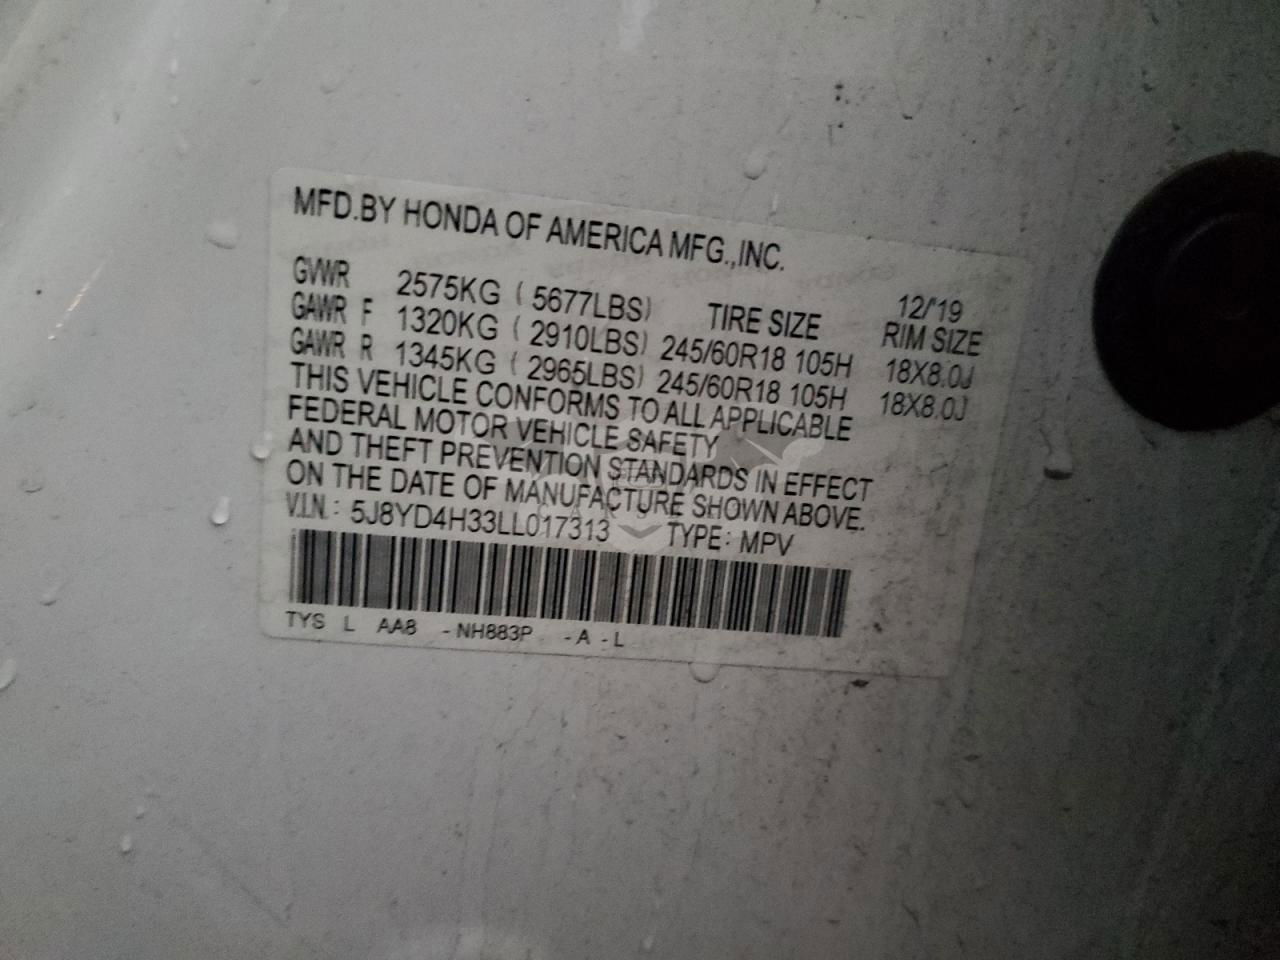 MFD.BY HONDA OF AMERICA MFG.,INC.
GVWR 2575KG ( 5677LBS) 12/'19
GAWR F 1320KG ( 2910LBS) TIRE SIZE RIM SIZE
GAWR R 1345KG ( 2965LBS) 245/60R18 105H 18X8.0J
245/60R18 105H 18X8.0J
THIS VEHICLE CONFORMS TO ALL APPLICABLE
FEDERAL MOTOR VEHICLE SAFETY
AND THEFT PREVENTION STANDARDS IN EFFECT
ON THE DATE OF MANUFACTURE SHOWN ABOVE.
V.I.N.: 5J8YD4H33LL017313 TYPE: MPV
TYS L AA8 -NH883P -A -L